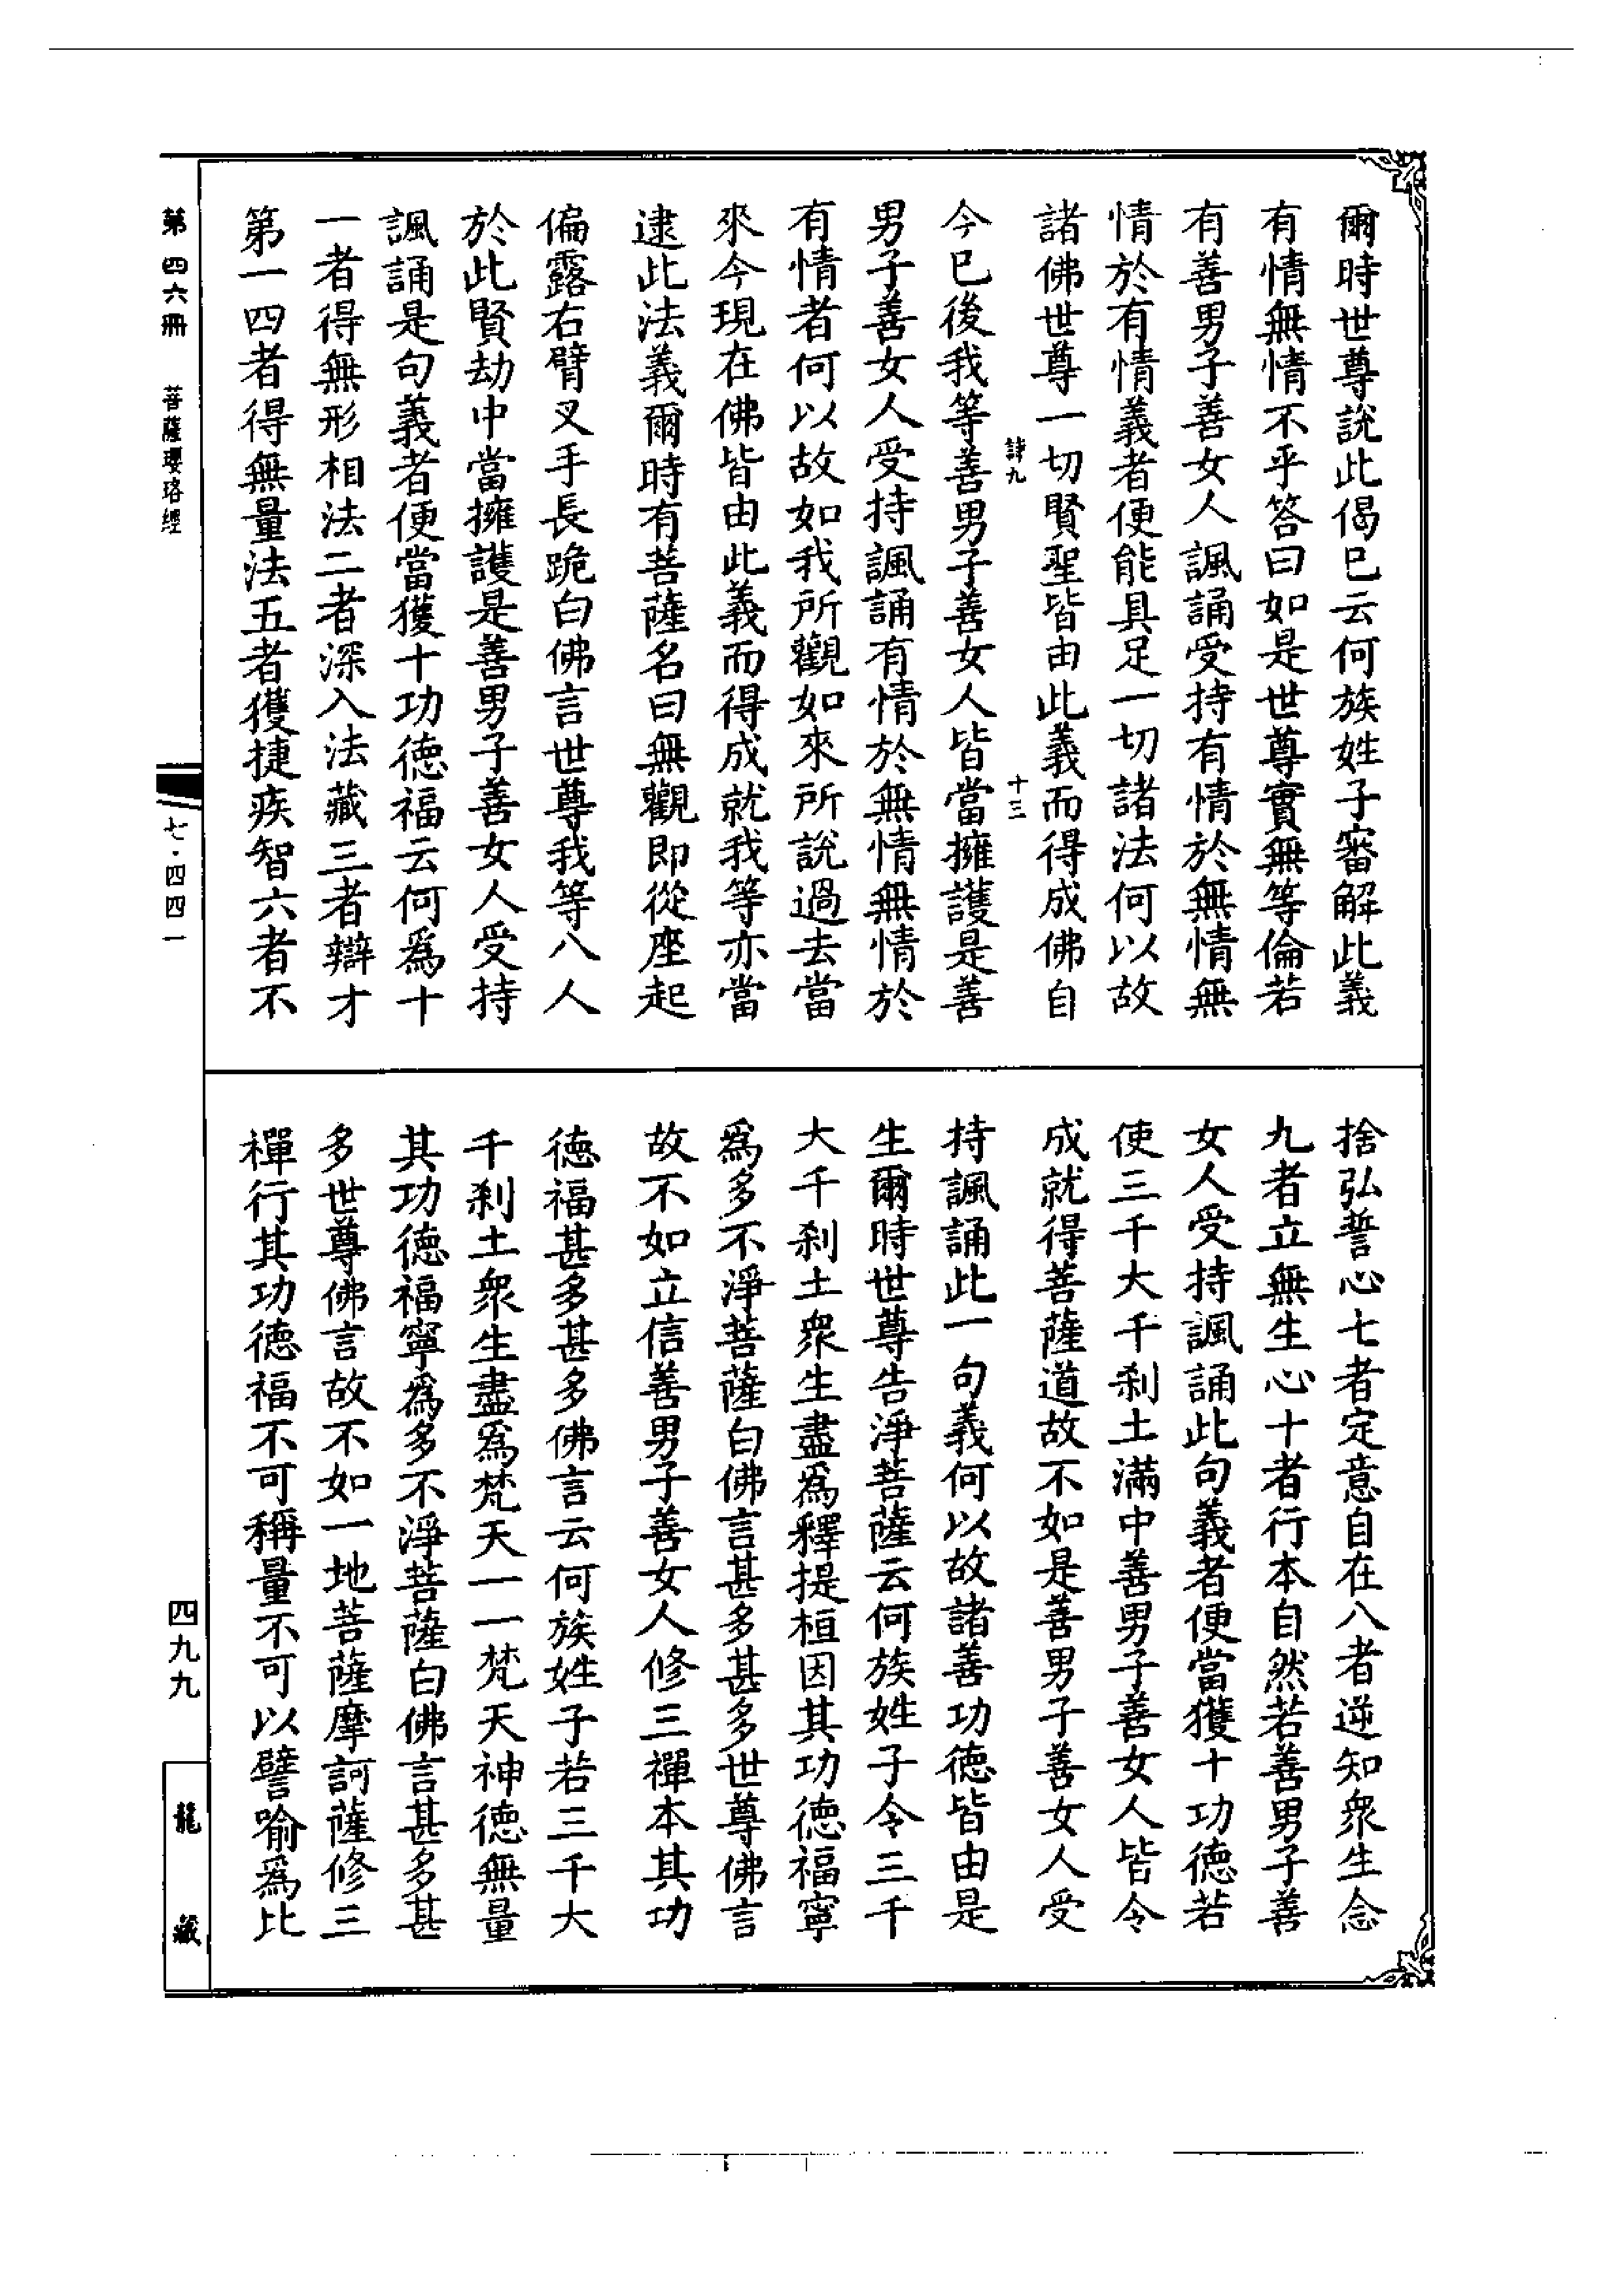 爾時世尊說此偈已云何族姓子審解此義
有情無情不乎答曰如是世尊實無等倫若
有善男子善女人諷誦受持有情於無情無
情於有情義者便能具足一切諸法何以故
諸佛世尊一切賢聖皆由此義而得成佛自
詩九
十三
今已後我等善男子善女人皆當擁護是善
男子善女人受持諷誦有情於無情無情於
有情者何以故如我所觀如來所說過去當
來今現在佛皆由此義而得成就我等亦當
逮此法義爾時有菩薩名曰無觀即從座起
偏露右臂叉手長跪白佛言世尊我等八人
於此賢劫中當擁護是善男子善女人受持
諷誦是句義者便當獲十功德福云何爲十
一者得無形相法二者深入法藏三者辯才
第一四者得無量法五者獲捷疾智六者不
捨弘誓心七者定意自在八者逆知衆生念
九者立無生心十者行本自然若善男子善
女人受持諷誦此句義者便當獲十功德若
使三千大千剎土滿中善男子善女人皆令
成就得菩薩道故不如是善男子善女人受
持諷誦此一句義何以故諸善功德皆由是
生爾時世尊告淨菩薩云何族姓子令三千
大千剎土衆生盡爲釋提桓因其功德福寧
爲多不淨菩薩白佛言甚多甚多世尊佛言
故不如立信善男子善女人修三禪本其功
德福甚多甚多佛言云何族姓子若三千大
千剎土衆生盡爲梵天一一梵天神德無量
其功德福寧爲多不淨菩薩白佛言甚多甚
多世尊佛言故不如一地菩薩摩訶薩修三
禪行其功德福不可稱量不可以譬喻爲比
第四六冊 菩薩瓔珞經
七·四四一
四九九
龍藏